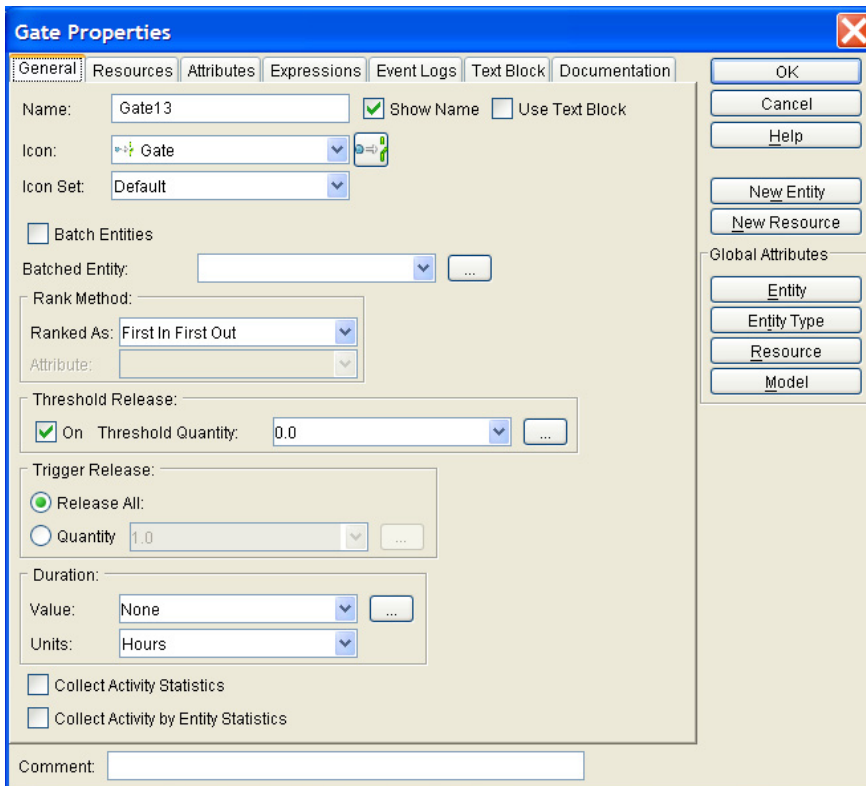 Gate Properties
General Resources Attributes Expressions Event Logs Text Block Documentation
OK
Name: Gate13 Show Name Use Text Block
Cancel
Help
Icon: Gate
Icon Set: Default
New Entity
New Resource
Batch Entities
Global Attributes
Batched Entity: ...
Entity
Rank Method:
Ranked As: First In First Out
Entity Type
Attribute:
Resource
Model
Threshold Release:
On Threshold Quantity: 0.0 ...
Trigger Release:
Release All:
Quantity 1.0 ...
Duration:
Value: None ...
Units: Hours
Collect Activity Statistics
Collect Activity by Entity Statistics
Comment: